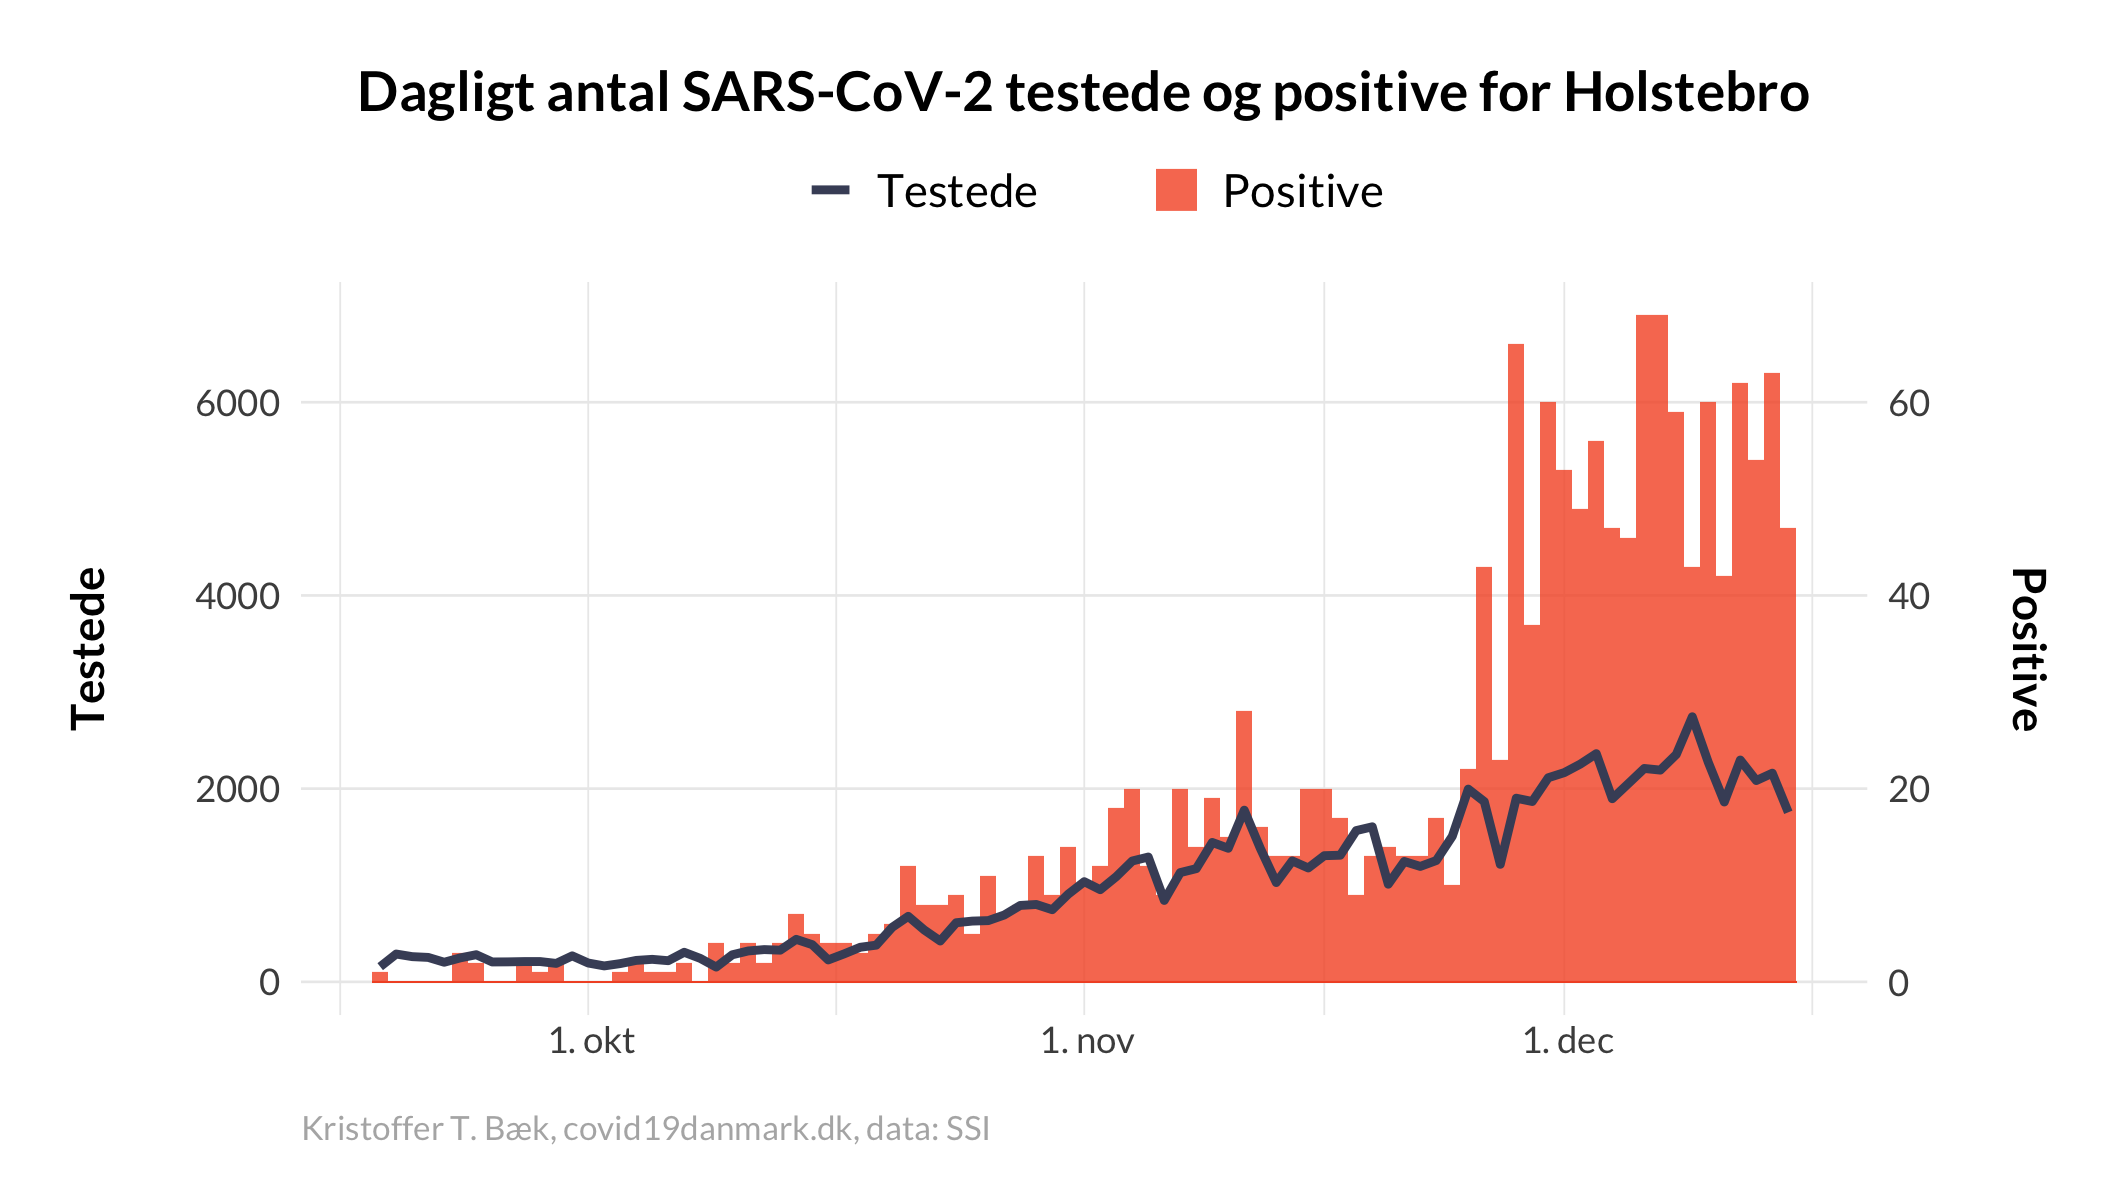 Dagligt antal SARS-CoV-2 testede og positive for Holstebro
Testede
Positive
6000
4000
2000
0
Testede
60
40
20
0
Positive
1. okt
1. nov
1. dec
Kristoffer T. Bæk, covid19danmark.dk, data: SSI